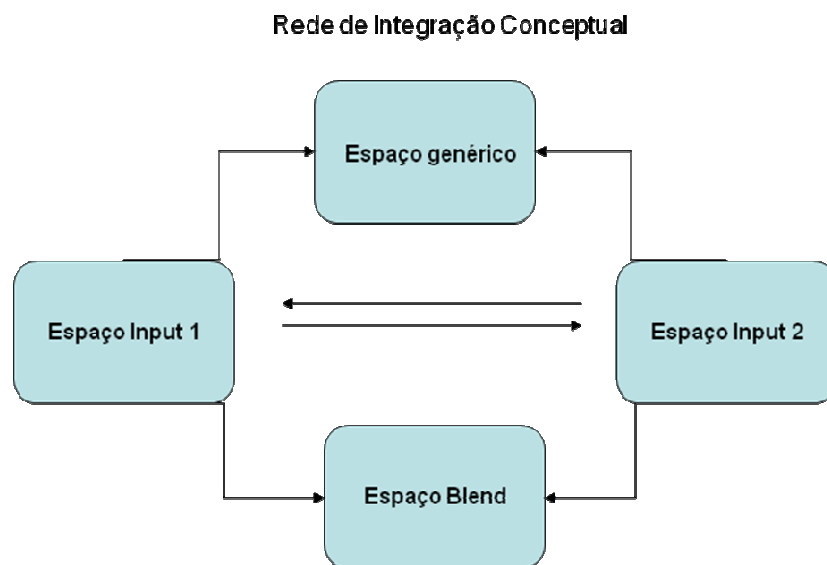 Rede de Integração Conceptual
Espaço genérico
Espaço Input 1
Espaço Input 2
Espaço Blend